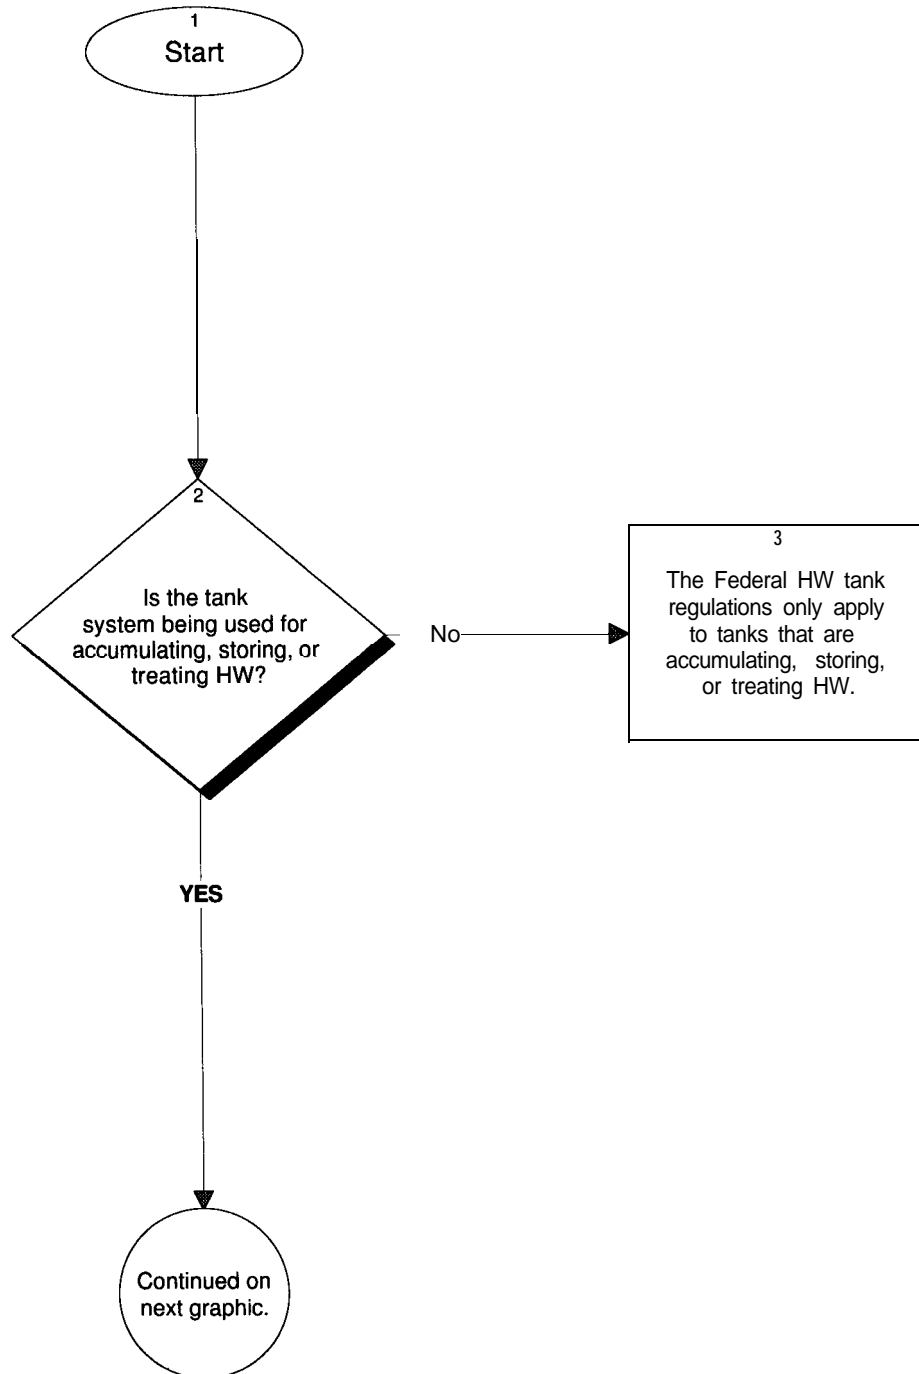 1
Start
2
Is the tank
system being used for
accumulating, storing, or
treating HW?
No
3
The Federal HW tank
regulations only apply
to tanks that are
accumulating, storing,
or treating HW.
YES
Continued on
next graphic.